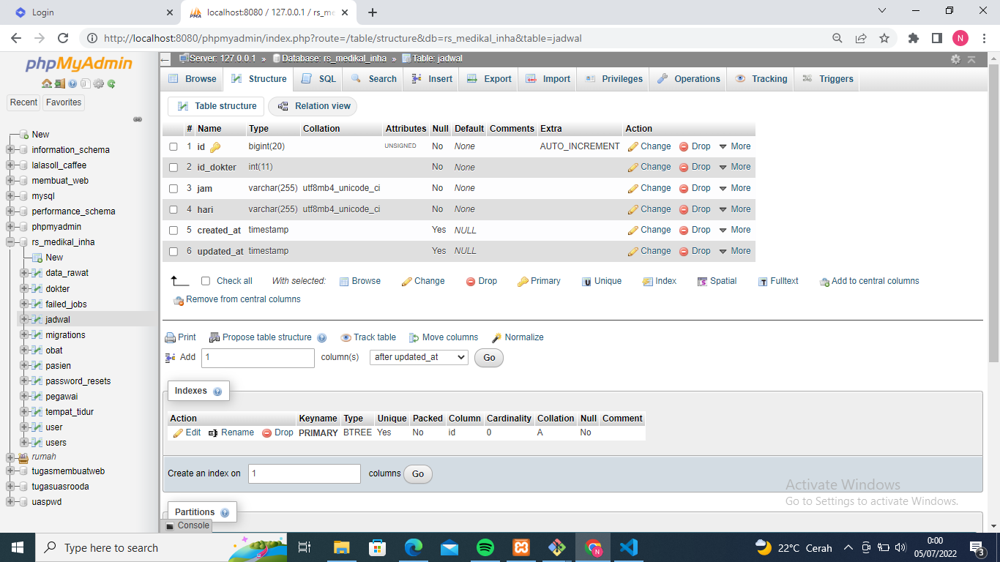 Login
localhost:8080 / 127.0.0.1 / rs_me
http://localhost:8080/phpmyadmin/index.php?route=/table/structure&db=rs_medikal_inha&table=jadwal
N
phpMyAdmin
Recent Favorites
New
information_schema
lalasoll_caffee
membuat_web
mysql
performance_schema
phpmyadmin
rs_medikal_inha
New
data_rawat
dokter
failed_jobs
jadwal
migrations
obat
pasien
password_resets
pegawai
tempat_tidur
user
users
rumah
tugasmembuatweb
tugasuasrooda
uaspwd
Server: 127.0.0.1 » Database: rs_medikal_inha » Table: jadwal
Browse Structure SQL Search Insert Export Import Privileges Operations Tracking Triggers
Table structure Relation view
# Name Type Collation Attributes Null Default Comments Extra Action
1 id bigint(20) UNSIGNED No None AUTO_INCREMENT Change Drop More
2 id_dokter int(11) No None Change Drop More
3 jam varchar(255) utf8mb4_unicode_ci No None Change Drop More
4 hari varchar(255) utf8mb4_unicode_ci No None Change Drop More
5 created_at timestamp Yes NULL Change Drop More
6 updated_at timestamp Yes NULL Change Drop More
Check all With selected: Browse Change Drop Primary Unique Index Spatial Fulltext Add to central columns
Remove from central columns
Print Propose table structure Track table Move columns Normalize
Add 1 column(s) after updated_at Go
Indexes
Action Keyname Type Unique Packed Column Cardinality Collation Null Comment
Edit Rename Drop PRIMARY BTREE Yes No id 0 A No
Create an index on 1 columns Go
Partitions
Console
Activate Windows
Go to Settings to activate Windows.
Type here to search
22°C Cerah
0:00
05/07/2022
3